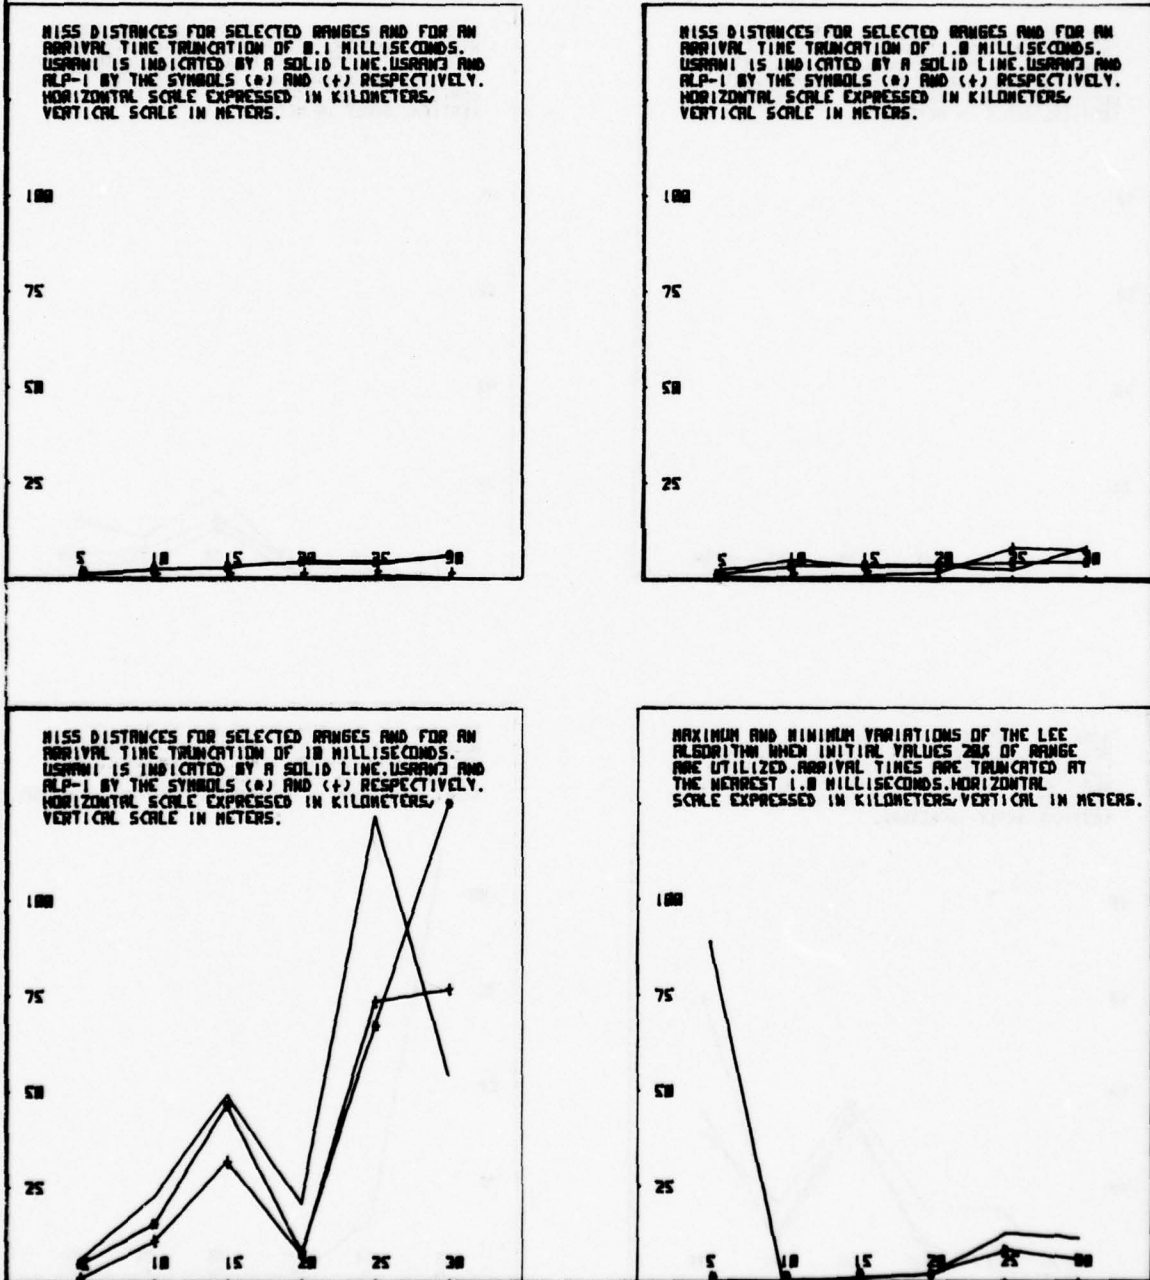 MISS DISTANCES FOR SELECTED RANGES AND FOR AN
ARRIVAL TIME TRUNCATION OF 0.1 MILLISECONDS.
USRAN1 IS INDICATED BY A SOLID LINE.USRAN3 AND
ALP-1 BY THE SYMBOLS (*) AND (+) RESPECTIVELY.
HORIZONTAL SCALE EXPRESSED IN KILOMETERS,
VERTICAL SCALE IN METERS.
100
75
50
25
5 10 15 20 25 30
MISS DISTANCES FOR SELECTED RANGES AND FOR AN
ARRIVAL TIME TRUNCATION OF 1.0 MILLISECONDS.
USRAN1 IS INDICATED BY A SOLID LINE.USRAN3 AND
ALP-1 BY THE SYMBOLS (*) AND (+) RESPECTIVELY.
HORIZONTAL SCALE EXPRESSED IN KILOMETERS,
VERTICAL SCALE IN METERS.
100
75
50
25
5 10 15 20 25 30
MISS DISTANCES FOR SELECTED RANGES AND FOR AN
ARRIVAL TIME TRUNCATION OF 10 MILLISECONDS.
USRAN1 IS INDICATED BY A SOLID LINE.USRAN3 AND
ALP-1 BY THE SYMBOLS (*) AND (+) RESPECTIVELY.
HORIZONTAL SCALE EXPRESSED IN KILOMETERS,
VERTICAL SCALE IN METERS.
100
75
50
25
5 10 15 20 25 30
MAXIMUM AND MINIMUM VARIATIONS OF THE LEE
ALGORITHM WHEN INITIAL VALUES 20% OF RANGE
ARE UTILIZED.ARRIVAL TIMES ARE TRUNCATED AT
THE NEAREST 1.0 MILLISECONDS.HORIZONTAL
SCALE EXPRESSED IN KILOMETERS,VERTICAL IN METERS.
100
75
50
25
5 10 15 20 25 30